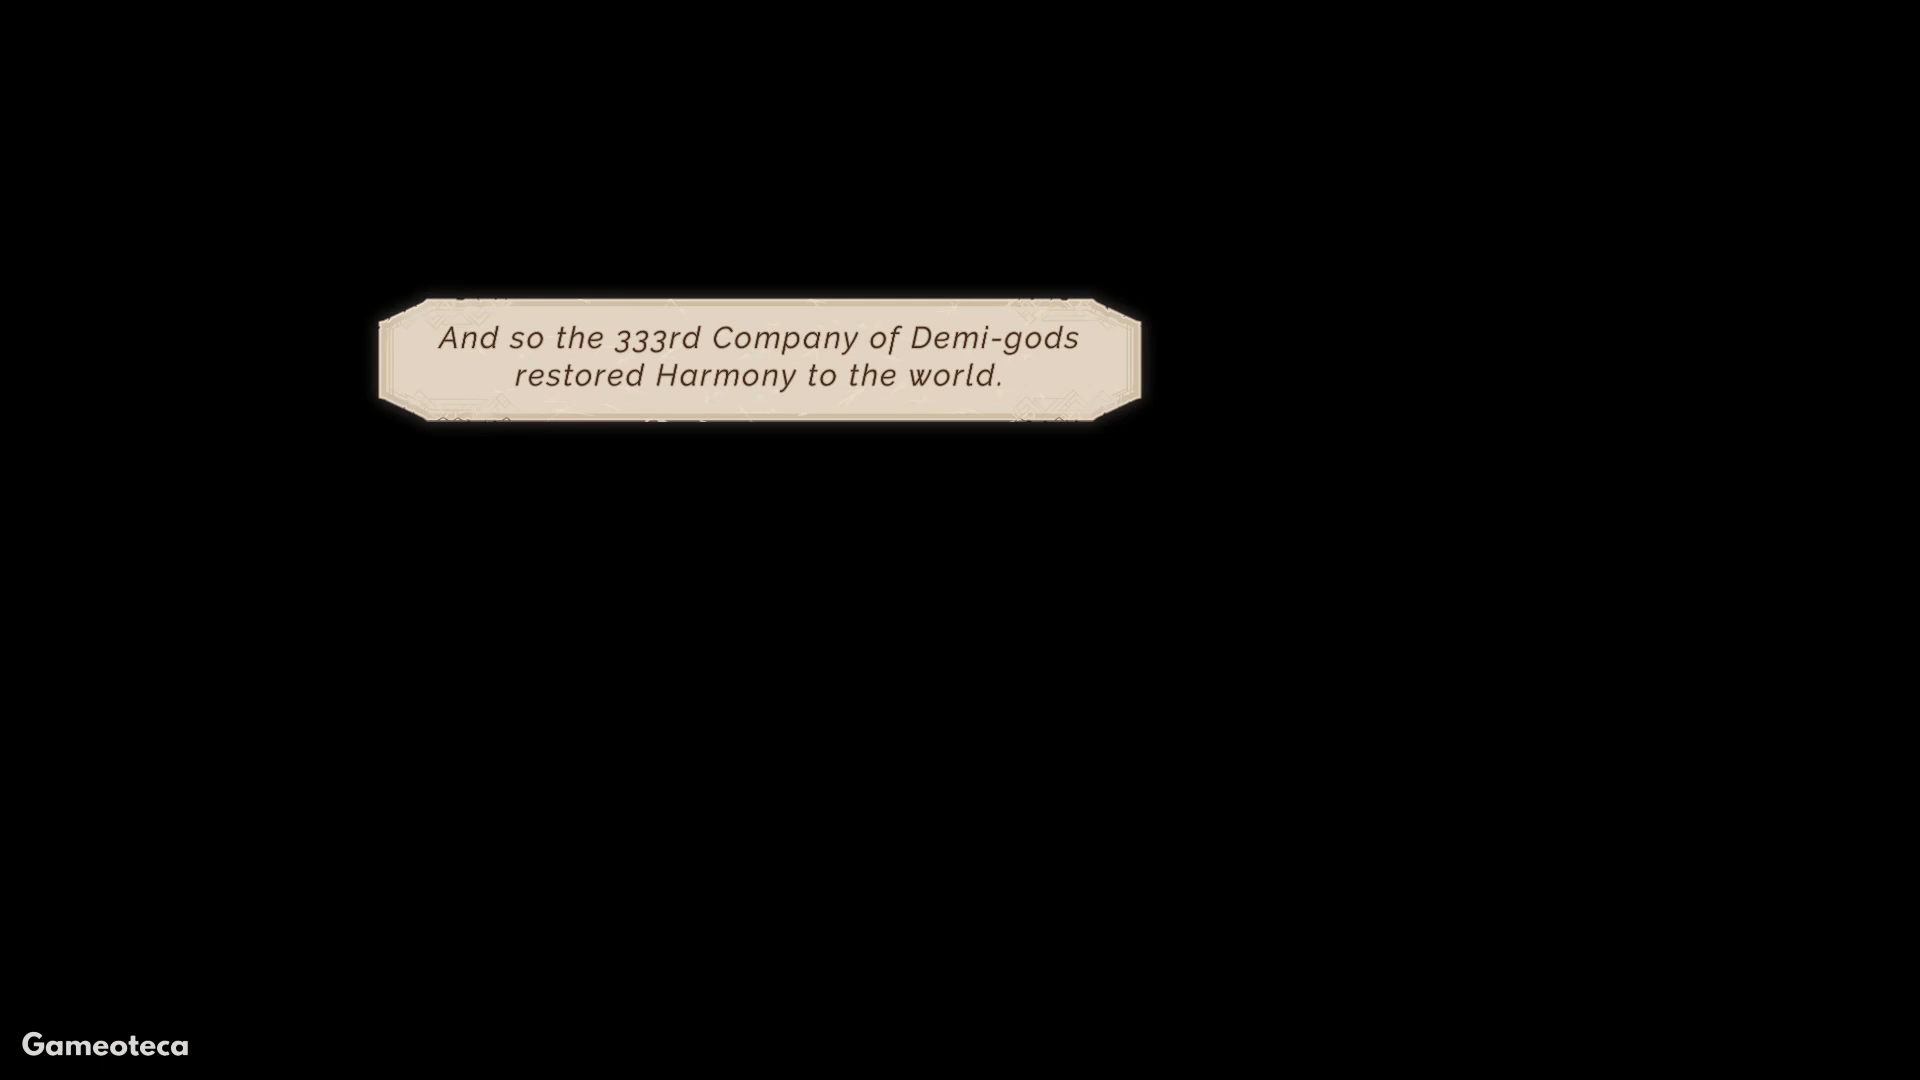 And so the 333rd Company of Demi-gods
restored Harmony to the world.
Gameoteca